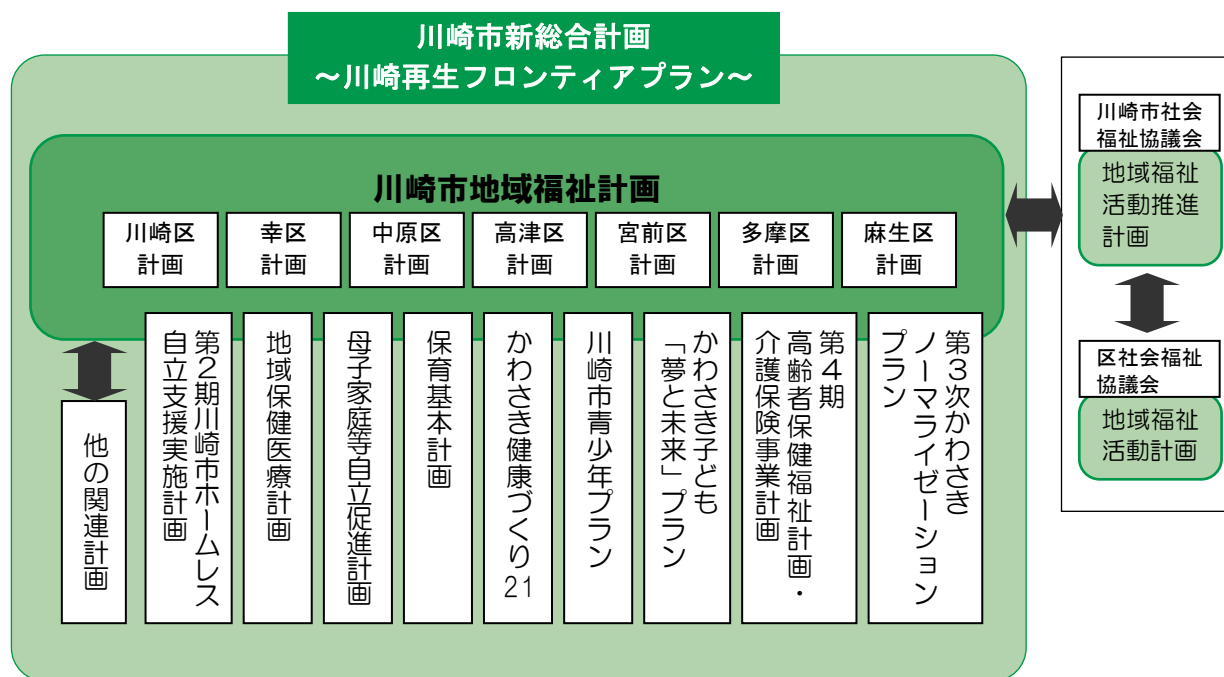 川崎市新総合計画
～川崎再生フロンティアプラン～
川崎市地域福祉計画
川崎区
計画
幸区
計画
中原区
計画
高津区
計画
宮前区
計画
多摩区
計画
麻生区
計画
他の関連計画
第２期川崎市ホームレス
自立支援実施計画
地域保健医療計画
母子家庭等自立促進計画
保育基本計画
かわさき健康づくり21
川崎市青少年プラン
かわさき子ども
「夢と未来」プラン
第４期
高齢者保健福祉計画・
介護保険事業計画
第３次かわさき
ノーマライゼーション
プラン
川崎市社会
福祉協議会
地域福祉
活動推進
計画
区社会福祉
協議会
地域福祉
活動計画